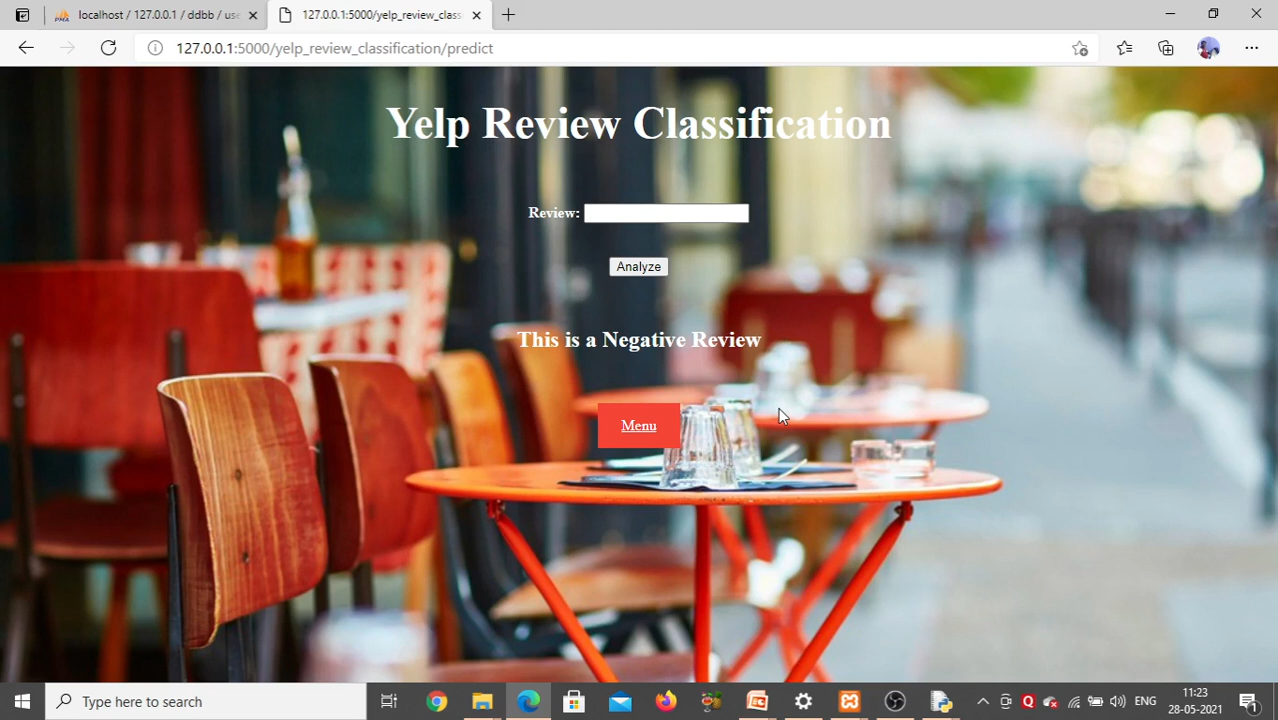 localhost / 127.0.0.1 / ddbb / use
127.0.0.1:5000/yelp_review_class
127.0.0.1:5000/yelp_review_classification/predict
Yelp Review Classification
Review:
Analyze
This is a Negative Review
Menu
Type here to search
ENG
11:23
28-05-2021
1